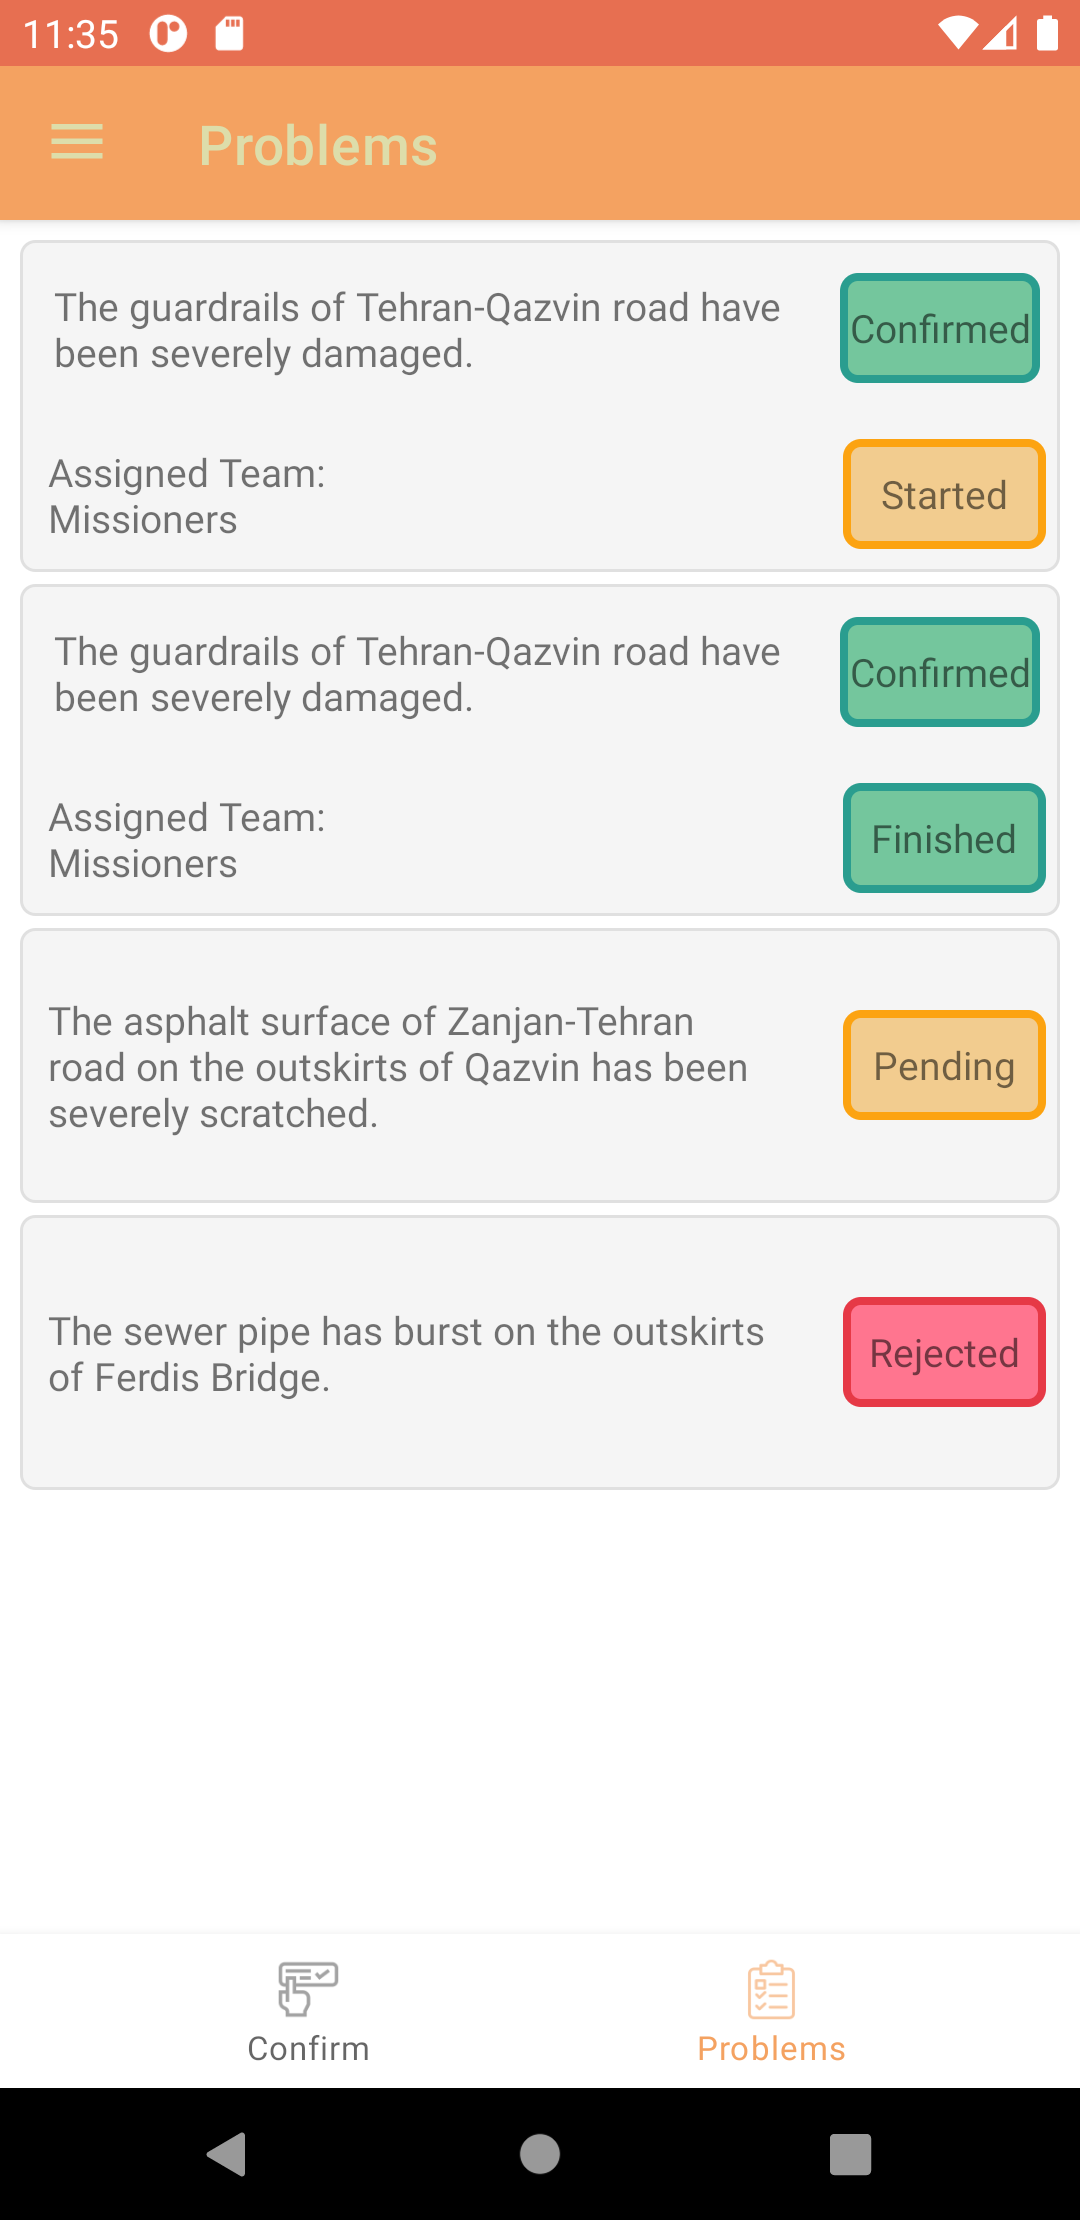 11:35
Problems
The guardrails of Tehran-Qazvin road have
been severely damaged.
Confirmed
Assigned Team:
Missioners
Started
The guardrails of Tehran-Qazvin road have
been severely damaged.
Confirmed
Assigned Team:
Missioners
Finished
The asphalt surface of Zanjan-Tehran
road on the outskirts of Qazvin has been
severely scratched.
Pending
The sewer pipe has burst on the outskirts
of Ferdis Bridge.
Rejected
Confirm
Problems